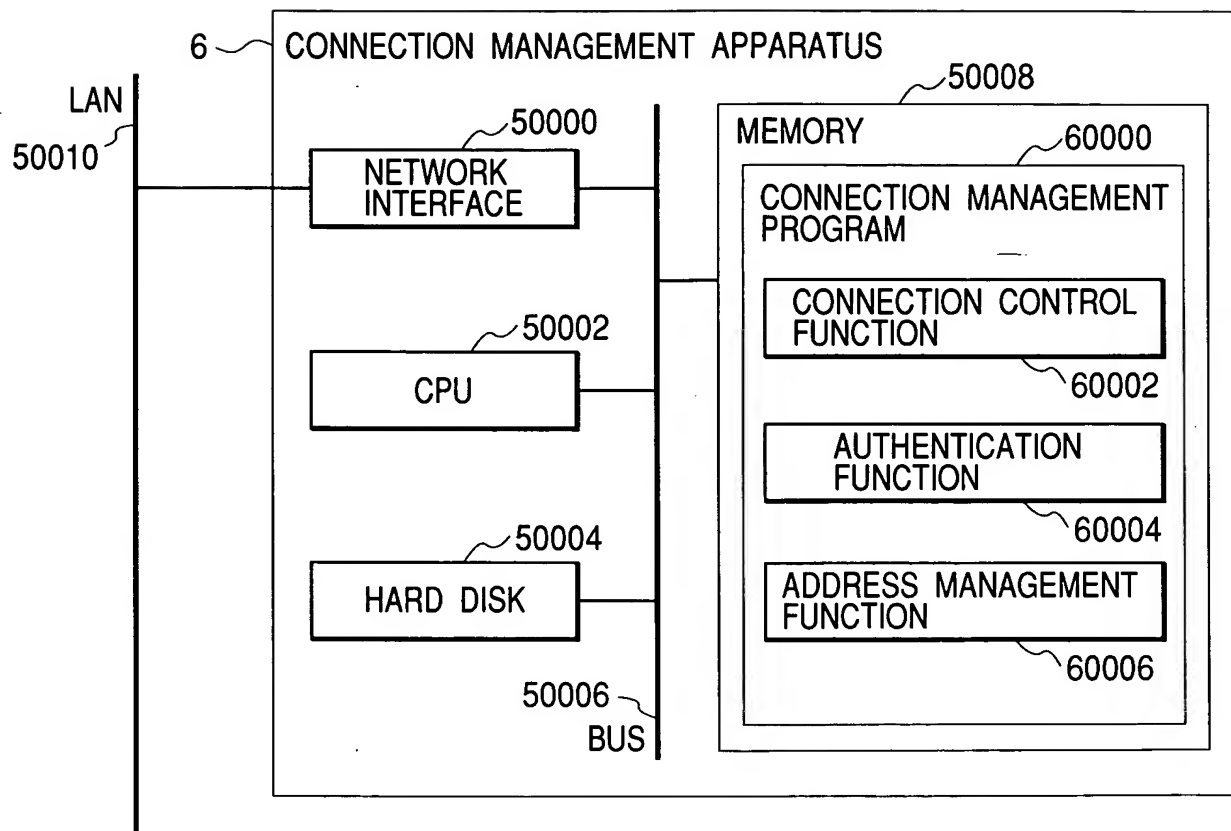 6 CONNECTION MANAGEMENT APPARATUS
LAN
50010
50000
NETWORK
INTERFACE
50002
CPU
50004
HARD DISK
50006
BUS
50008
MEMORY
60000
CONNECTION MANAGEMENT
PROGRAM
CONNECTION CONTROL
FUNCTION
60002
AUTHENTICATION
FUNCTION
60004
ADDRESS MANAGEMENT
FUNCTION
60006